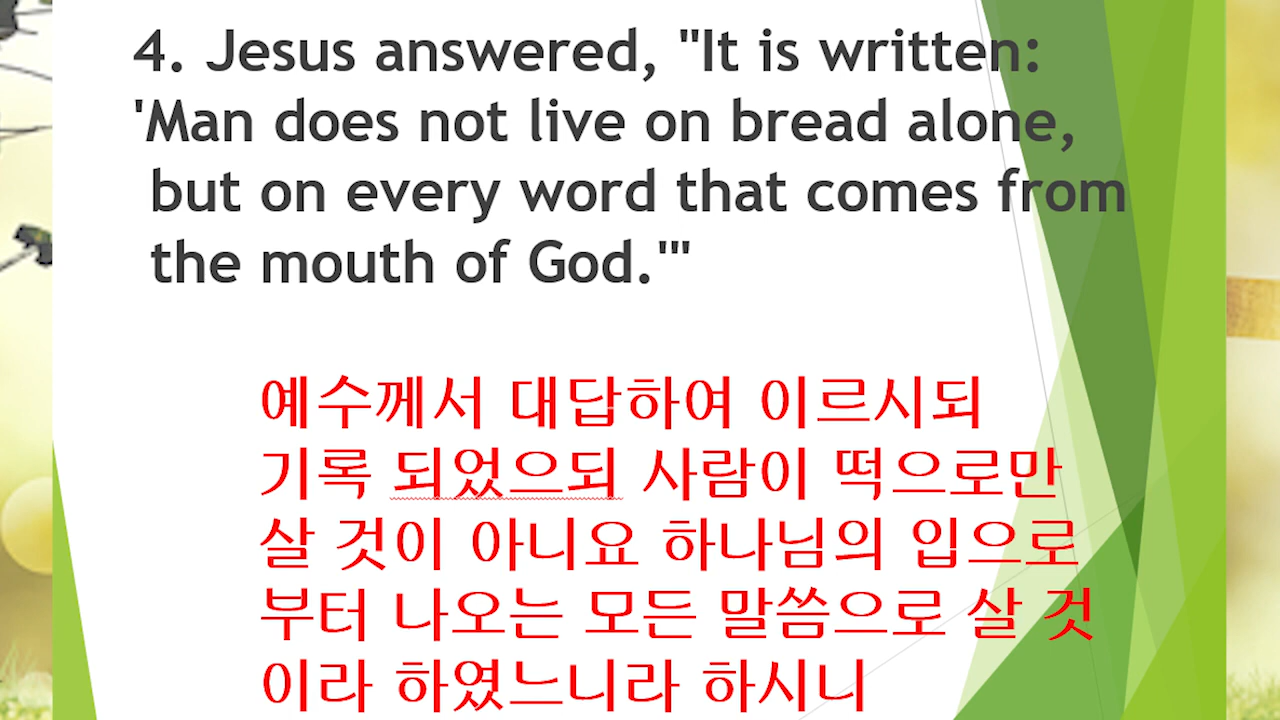 4. Jesus answered, "It is written:
'Man does not live on bread alone,
but on every word that comes from
the mouth of God.'"
예수께서 대답하여 이르시되
기록 되었으되 사람이 떡으로만
살 것이 아니요 하나님의 입으로
부터 나오는 모든 말씀으로 살 것
이라 하였느니라 하시니